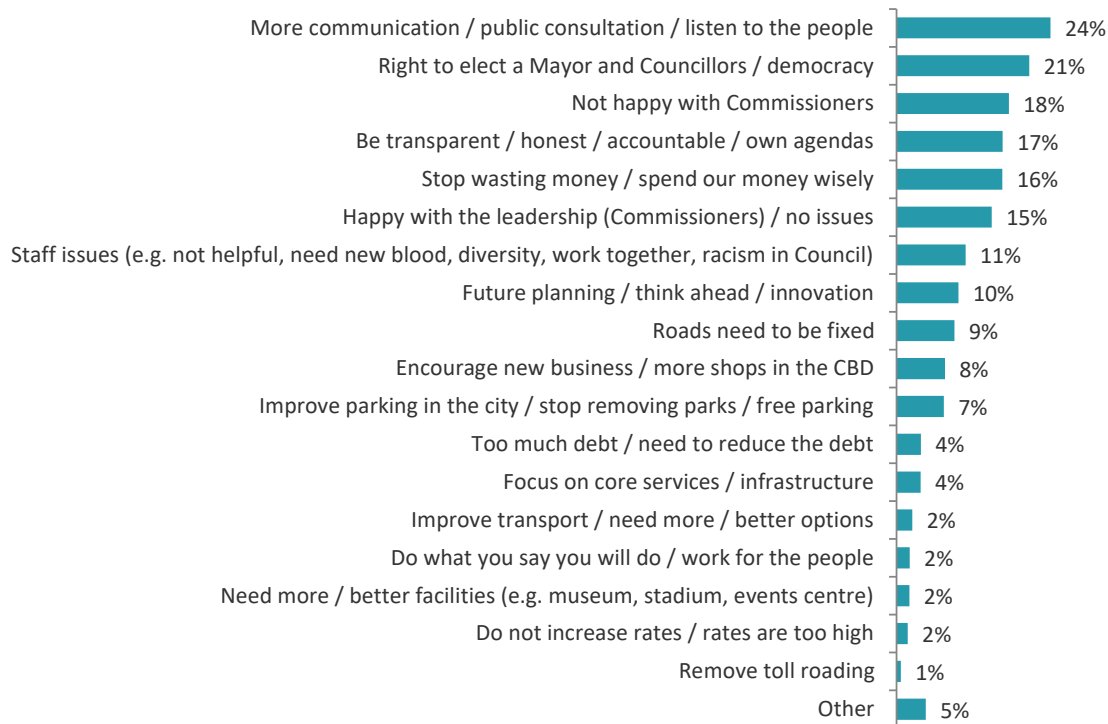 More communication / public consultation / listen to the people 24%
Right to elect a Mayor and Councillors / democracy 21%
Not happy with Commissioners 18%
Be transparent / honest / accountable / own agendas 17%
Stop wasting money / spend our money wisely 16%
Happy with the leadership (Commissioners) / no issues 15%
Staff issues (e.g. not helpful, need new blood, diversity, work together, racism in Council) 11%
Future planning / think ahead / innovation 10%
Roads need to be fixed 9%
Encourage new business / more shops in the CBD 8%
Improve parking in the city / stop removing parks / free parking 7%
Too much debt / need to reduce the debt 4%
Focus on core services / infrastructure 4%
Improve transport / need more / better options 2%
Do what you say you will do / work for the people 2%
Need more / better facilities (e.g. museum, stadium, events centre) 2%
Do not increase rates / rates are too high 2%
Remove toll roading 1%
Other 5%